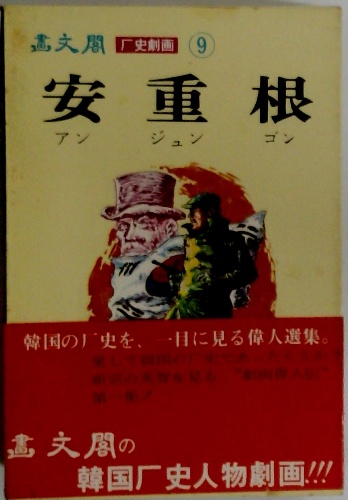 畫文閣 厂史劇画 ⑨
安重根
アン ジュン ゴン
韓国の厂史を、一目に見る偉人選集。
畫文閣の
韓国厂史人物劇画!!!